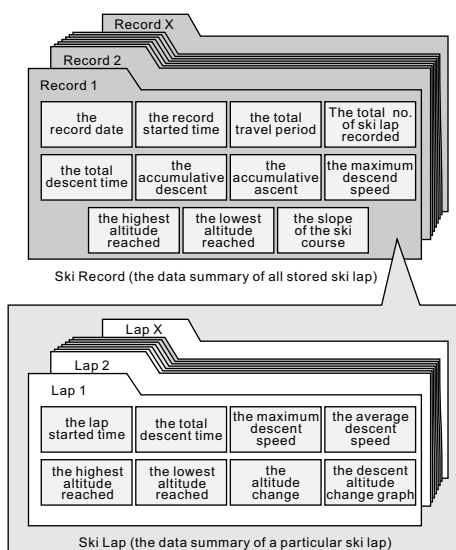 Record X
Record 2
Record 1
the
record date
the record
started time
the total
travel period
The total no.
of ski lap
recorded
the total
descent time
the
accumulative
descent
the
accumulative
ascent
the maximum
descend
speed
the highest
altitude
reached
the lowest
altitude
reached
the slope
of the ski
course
Ski Record (the data summary of all stored ski lap)
Lap X
Lap 2
Lap 1
the lap
started time
the total
descent time
the maximum
descent
speed
the average
descent
speed
the highest
altitude
reached
the lowest
altitude
reached
the
altitude
change
the descent
altitude
change graph
Ski Lap (the data summary of a particular ski lap)